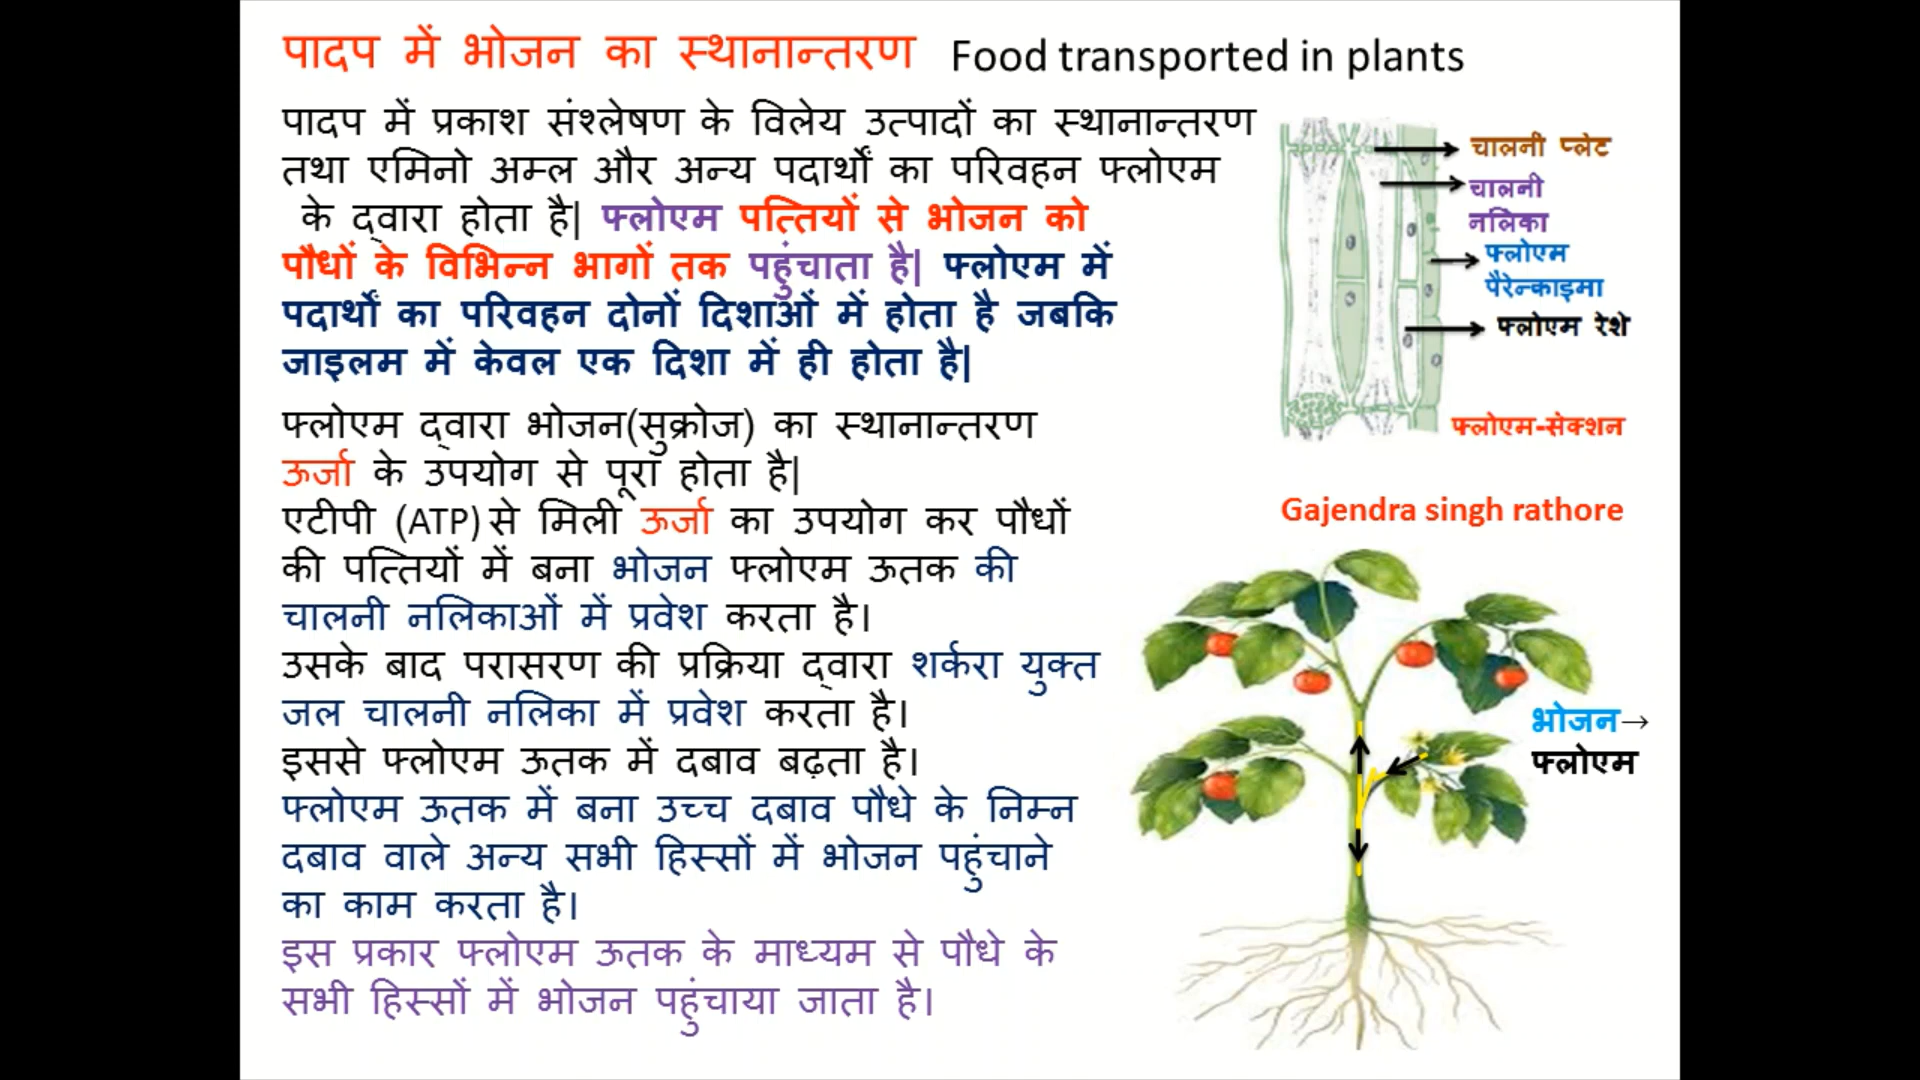 पादप में भोजन का स्थानान्तरण Food transported in plants
पादप में प्रकाश संश्लेषण के विलेय उत्पादों का स्थानान्तरण
तथा एमिनो अम्ल और अन्य पदार्थों का परिवहन फ्लोएम
के द्वारा होता है| फ्लोएम पत्तियों से भोजन को
पौधों के विभिन्न भागों तक पहुंचाता है| फ्लोएम में
पदार्थों का परिवहन दोनों दिशाओं में होता है जबकि
जाइलम में केवल एक दिशा में ही होता है|
फ्लोएम द्वारा भोजन(सुक्रोज) का स्थानान्तरण
ऊर्जा के उपयोग से पूरा होता है|
एटीपी (ATP) से मिली ऊर्जा का उपयोग कर पौधों
की पत्तियों में बना भोजन फ्लोएम ऊतक की
चालनी नलिकाओं में प्रवेश करता है।
उसके बाद परासरण की प्रक्रिया द्वारा शर्करा युक्त
जल चालनी नलिका में प्रवेश करता है।
इससे फ्लोएम ऊतक में दबाव बढ़ता है।
फ्लोएम ऊतक में बना उच्च दबाव पौधे के निम्न
दबाव वाले अन्य सभी हिस्सों में भोजन पहुंचाने
का काम करता है।
इस प्रकार फ्लोएम ऊतक के माध्यम से पौधे के
सभी हिस्सों में भोजन पहुंचाया जाता है।
चालनी प्लेट
चालनी
नलिका
फ्लोएम
पैरेन्काइमा
फ्लोएम रेशे
फ्लोएम-सेक्शन
Gajendra singh rathore
भोजन→
फ्लोएम